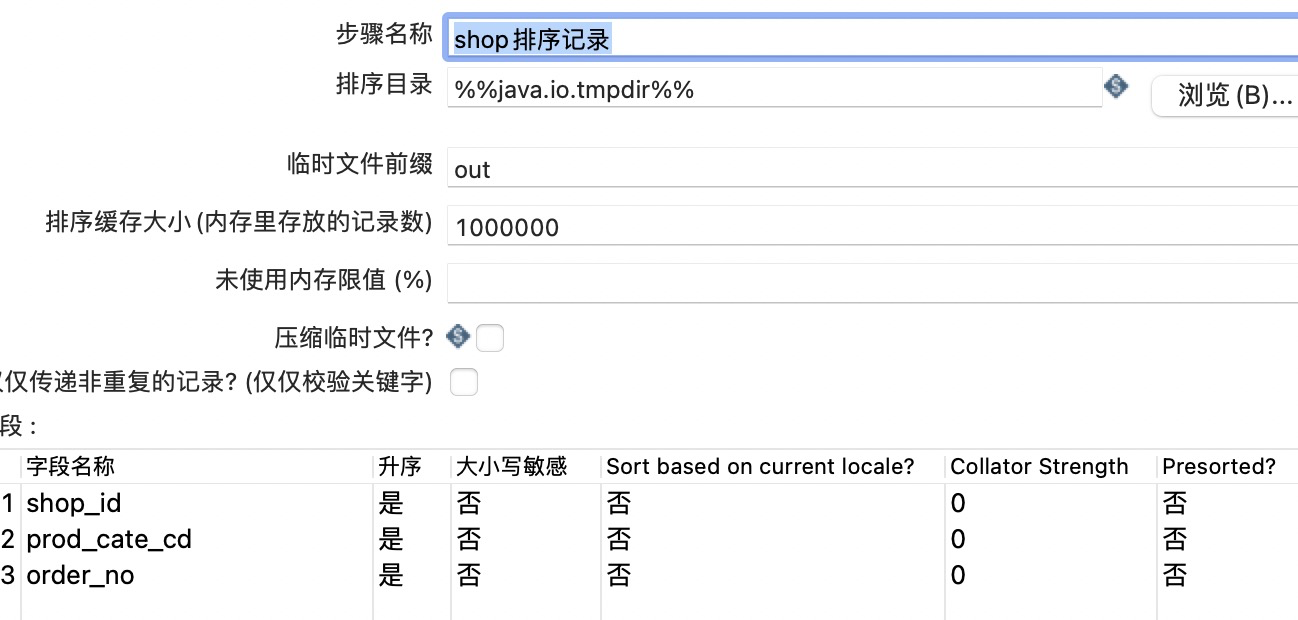 步骤名称 shop排序记录
排序目录 %%java.io.tmpdir%% 浏览(B)...
临时文件前缀 out
排序缓存大小(内存里存放的记录数) 1000000
未使用内存限值 (%)
压缩临时文件?
仅传递非重复的记录? (仅仅校验关键字)
段 :
字段名称 升序 大小写敏感 Sort based on current locale? Collator Strength Presorted?
1 shop_id 是 否 否 0 否
2 prod_cate_cd 是 否 否 0 否
3 order_no 是 否 否 0 否